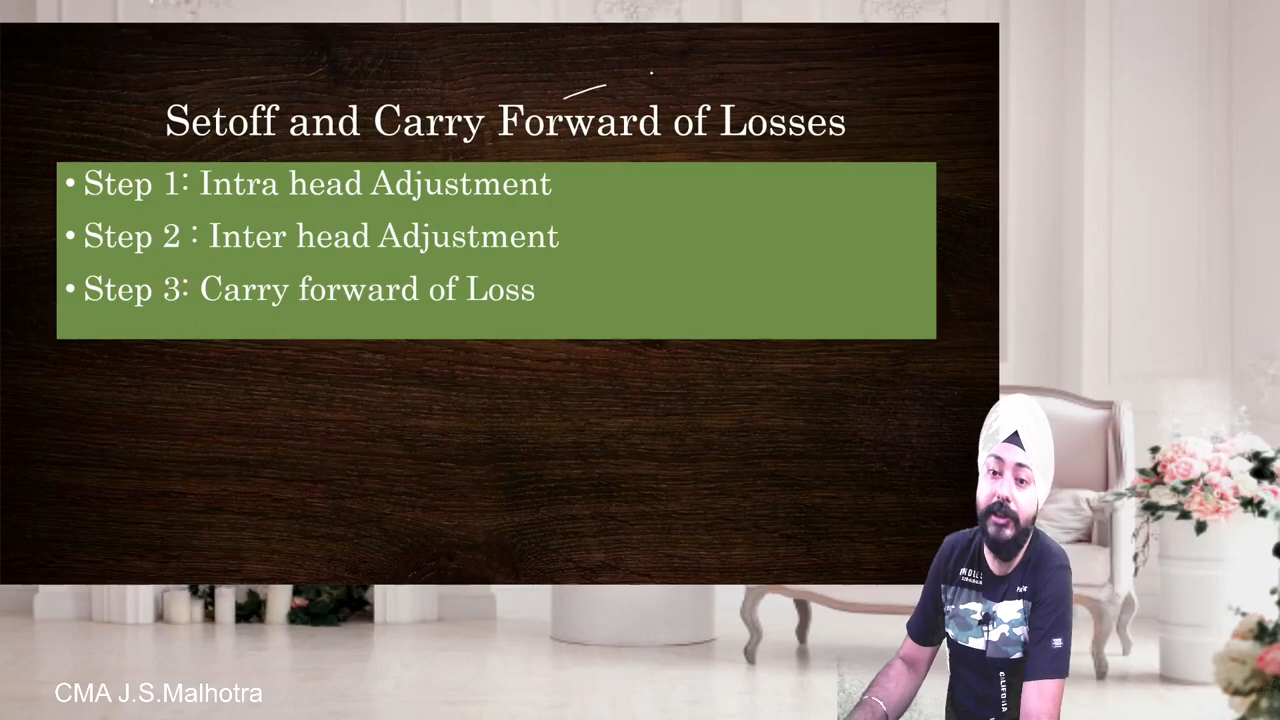 Setoff and Carry Forward of Losses
• Step 1: Intra head Adjustment
• Step 2 : Inter head Adjustment
• Step 3: Carry forward of Loss
CMA J.S.Malhotra